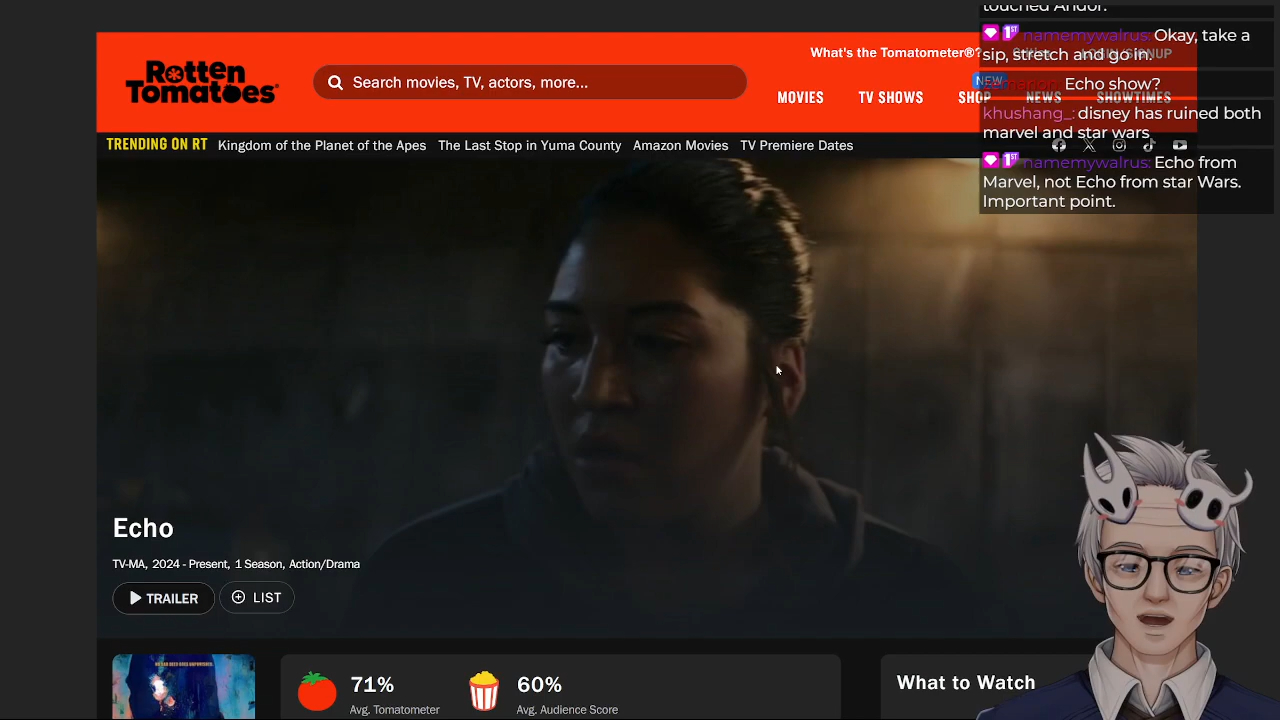 touched Andor.
namemywalrus: Okay, take a
sip, stretch and go in.
Echo show?
khushang_: disney has ruined both
marvel and star wars
namemywalrus: Echo from
Marvel, not Echo from star Wars.
Important point.
Rotten
Tomatoes
Search movies, TV, actors, more...
What's the Tomatometer®?
LOGIN/SIGNUP
MOVIES
TV SHOWS
NEW
SHOP
NEWS
SHOWTIMES
TRENDING ON RT
Kingdom of the Planet of the Apes
The Last Stop in Yuma County
Amazon Movies
TV Premiere Dates
Echo
TV-MA, 2024 - Present, 1 Season, Action/Drama
TRAILER
LIST
71%
Avg. Tomatometer
60%
Avg. Audience Score
What to Watch